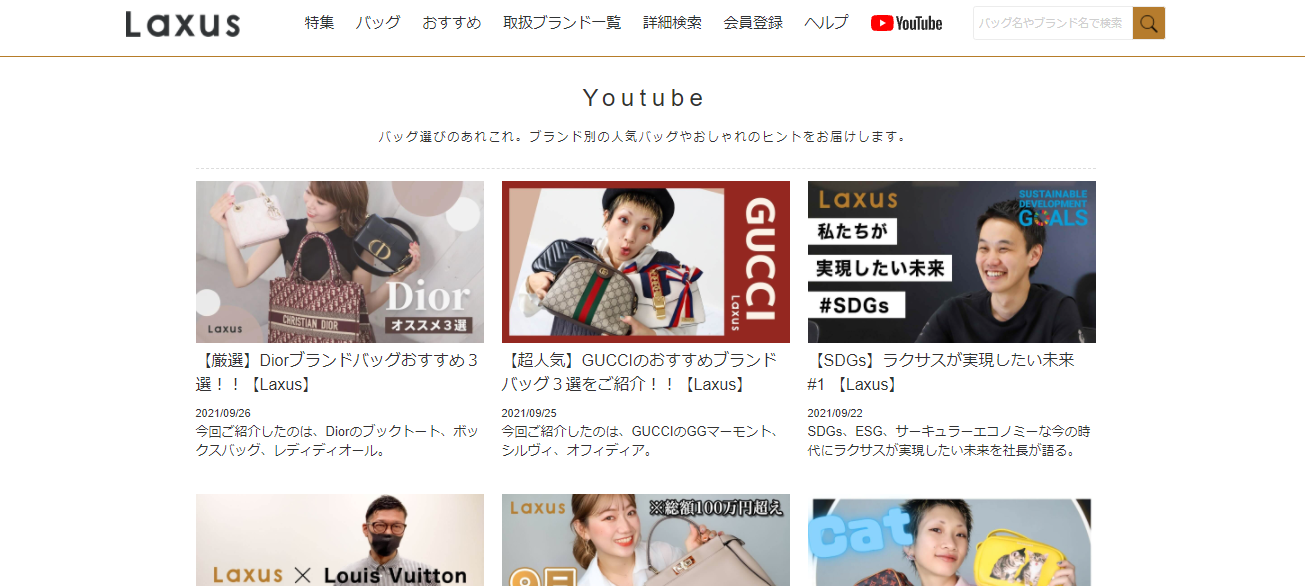 Laxus
特集 バッグ おすすめ 取扱ブランド一覧 詳細検索 会員登録 ヘルプ YouTube バッグ名やブランド名で検索
Youtube
バッグ選びのあれこれ。ブランド別の人気バッグやおしゃれのヒントをお届けします。
CHRISTIAN DIOR
Dior
オススメ３選
Laxus
【厳選】Diorブランドバッグおすすめ３
選！！【Laxus】
2021/09/26
今回ご紹介したのは、Diorのブックトート、ボッ
クスバッグ、レディディオール。
GUCCI
Laxus
【超人気】GUCCIのおすすめブランド
バッグ３選をご紹介！！【Laxus】
2021/09/25
今回ご紹介したのは、GUCCIのGGマーモント、
シルヴィ、オフィディア。
Laxus
SUSTAINABLE
DEVELOPMENT
GOALS
私たちが
実現したい未来
#SDGs
【SDGs】ラクサスが実現したい未来
#1 【Laxus】
2021/09/22
SDGs、ESG、サーキュラーエコノミーな今の時
代にラクサスが実現したい未来を社長が語る。
Laxus × Louis Vuitton
Laxus
※総額100万円超え
Cat